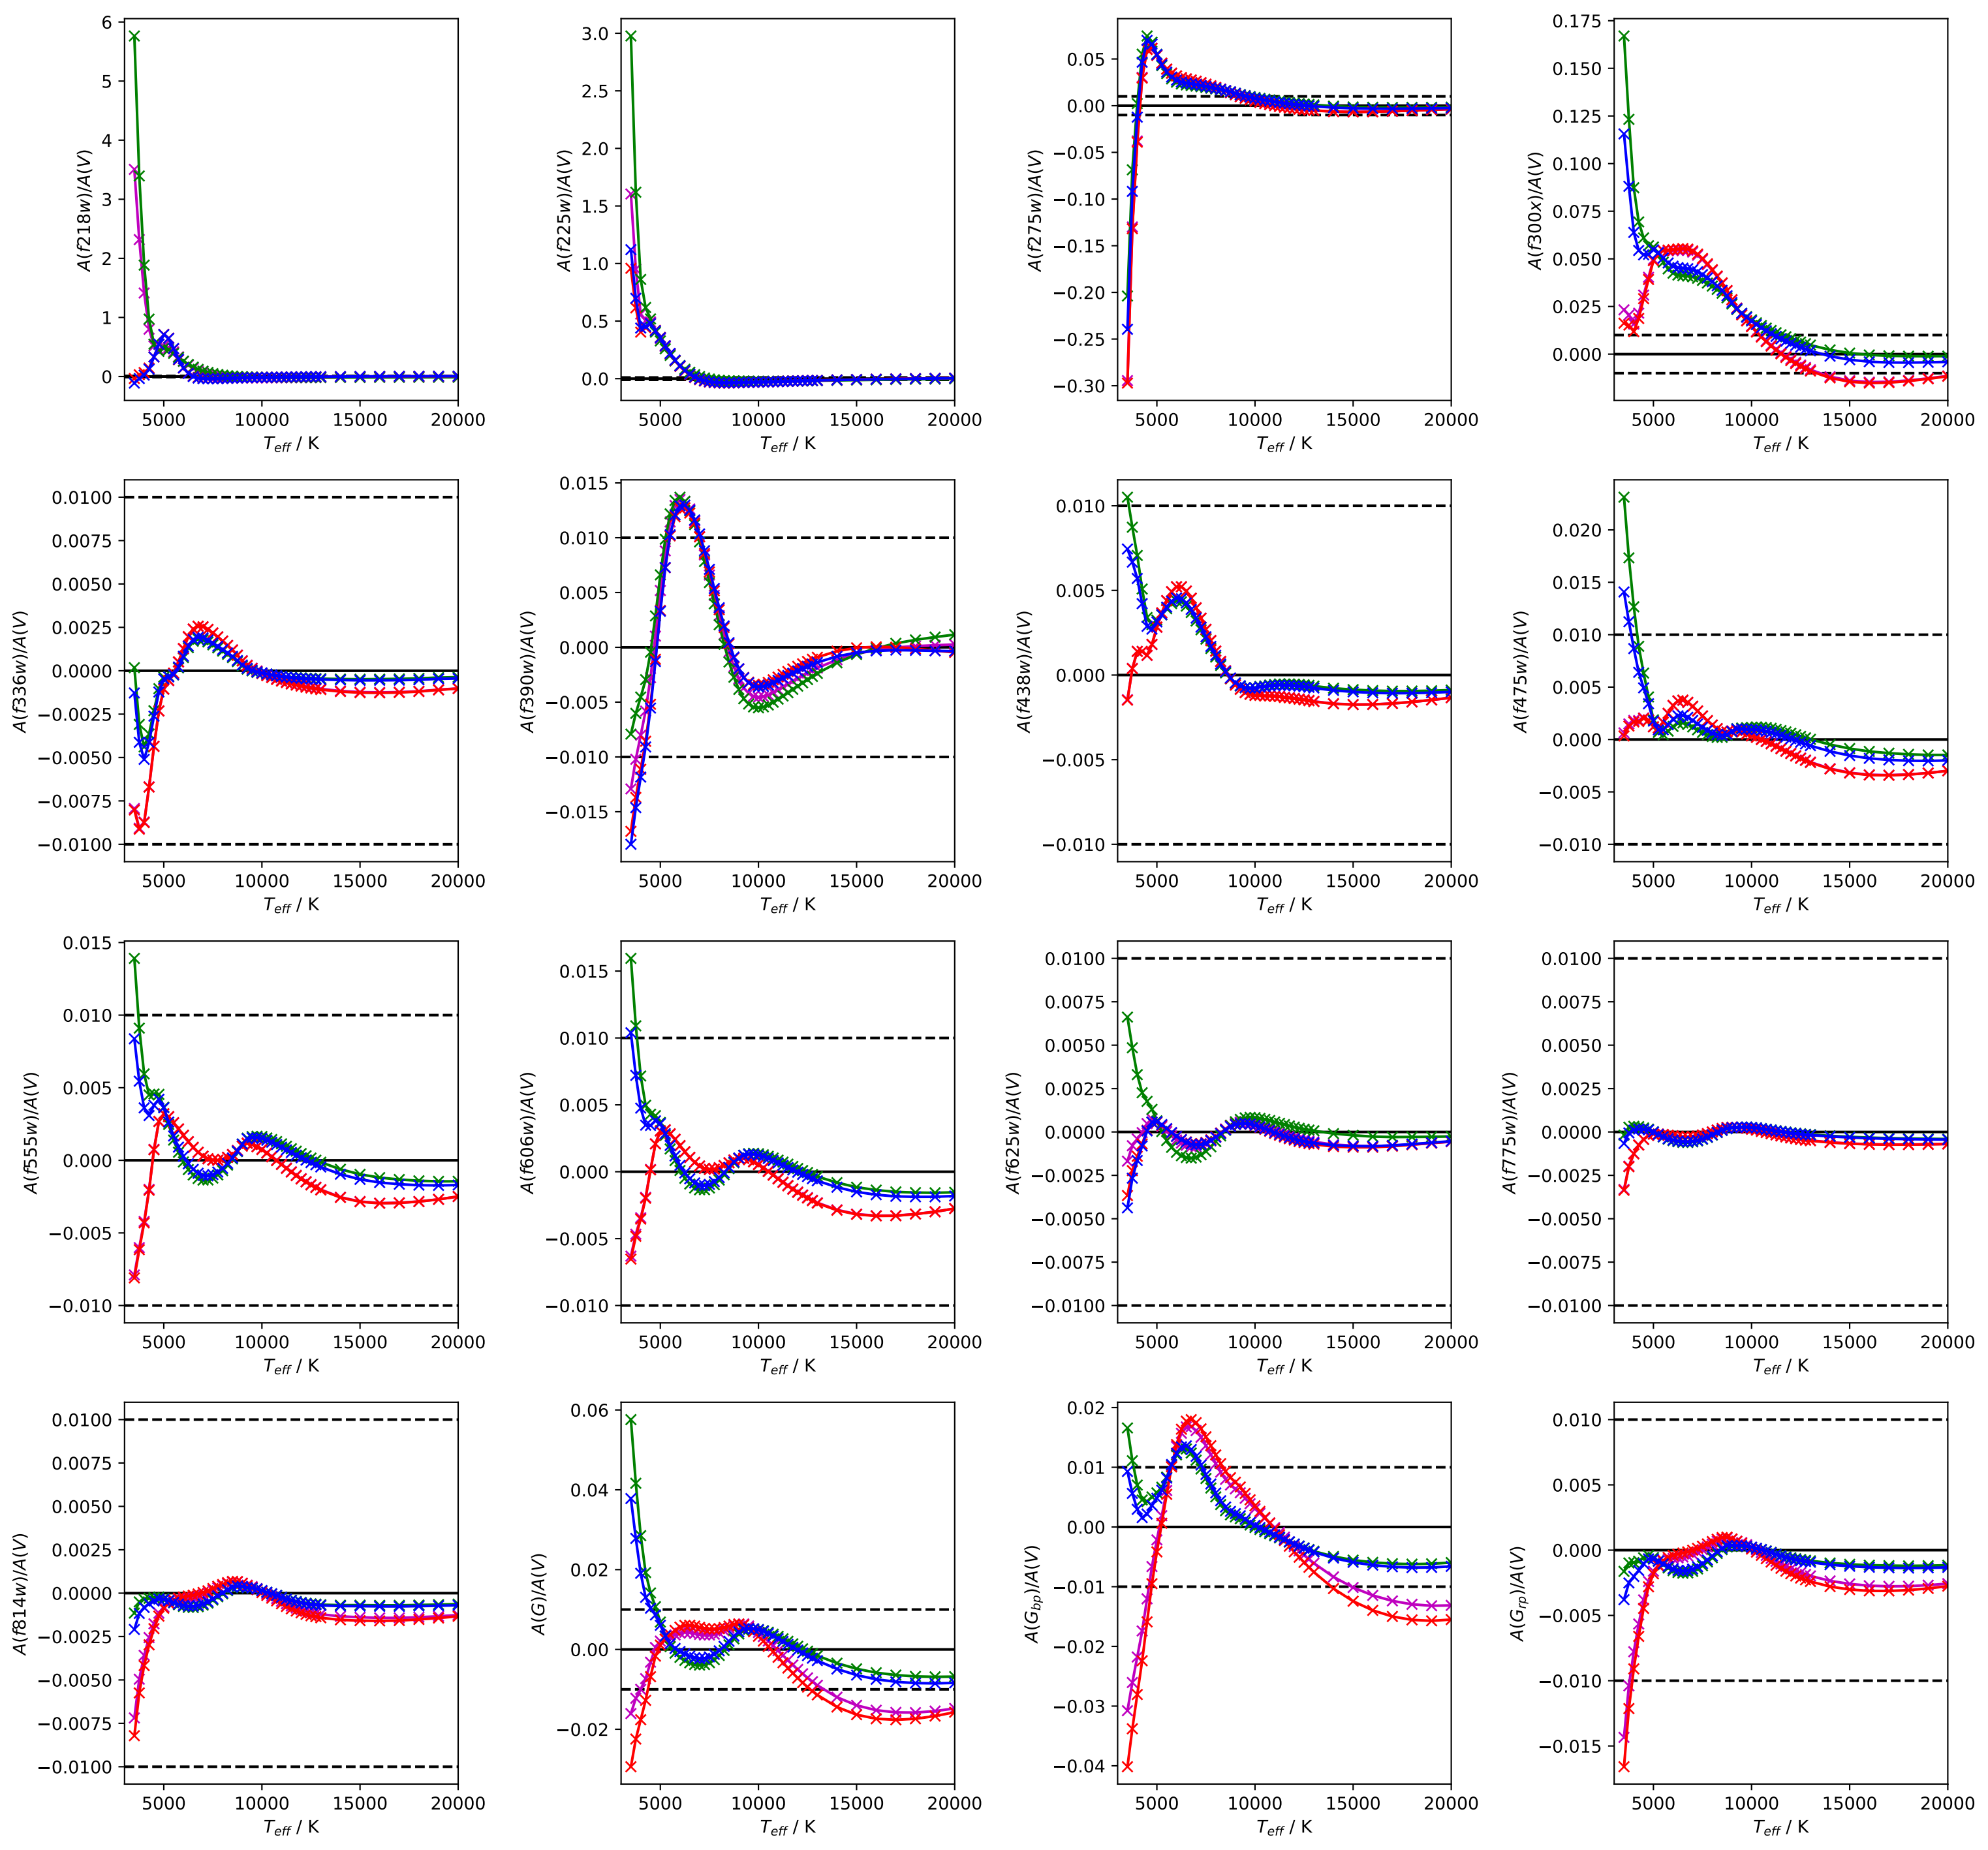 6
5
4
3
2
1
0
A(f218w)/A(V)
5000 10000 15000 20000
T_eff / K
3.0
2.5
2.0
1.5
1.0
0.5
0.0
A(f225w)/A(V)
5000 10000 15000 20000
T_eff / K
0.05
0.00
−0.05
−0.10
−0.15
−0.20
−0.25
−0.30
A(f275w)/A(V)
5000 10000 15000 20000
T_eff / K
0.175
0.150
0.125
0.100
0.075
0.050
0.025
0.000
A(f300x)/A(V)
5000 10000 15000 20000
T_eff / K
0.0100
0.0075
0.0050
0.0025
0.0000
−0.0025
−0.0050
−0.0075
−0.0100
A(f336w)/A(V)
5000 10000 15000 20000
T_eff / K
0.015
0.010
0.005
0.000
−0.005
−0.010
−0.015
A(f390w)/A(V)
5000 10000 15000 20000
T_eff / K
0.010
0.005
0.000
−0.005
−0.010
A(f438w)/A(V)
5000 10000 15000 20000
T_eff / K
0.020
0.015
0.010
0.005
0.000
−0.005
−0.010
A(f475w)/A(V)
5000 10000 15000 20000
T_eff / K
0.015
0.010
0.005
0.000
−0.005
−0.010
A(f555w)/A(V)
5000 10000 15000 20000
T_eff / K
0.015
0.010
0.005
0.000
−0.005
−0.010
A(f606w)/A(V)
5000 10000 15000 20000
T_eff / K
0.0100
0.0075
0.0050
0.0025
0.0000
−0.0025
−0.0050
−0.0075
−0.0100
A(f625w)/A(V)
5000 10000 15000 20000
T_eff / K
0.0100
0.0075
0.0050
0.0025
0.0000
−0.0025
−0.0050
−0.0075
−0.0100
A(f775w)/A(V)
5000 10000 15000 20000
T_eff / K
0.0100
0.0075
0.0050
0.0025
0.0000
−0.0025
−0.0050
−0.0075
−0.0100
A(f814w)/A(V)
5000 10000 15000 20000
T_eff / K
0.06
0.04
0.02
0.00
−0.02
A(G)/A(V)
5000 10000 15000 20000
T_eff / K
0.02
0.01
0.00
−0.01
−0.02
−0.03
−0.04
A(G_bp)/A(V)
5000 10000 15000 20000
T_eff / K
0.010
0.005
0.000
−0.005
−0.010
−0.015
A(G_rp)/A(V)
5000 10000 15000 20000
T_eff / K